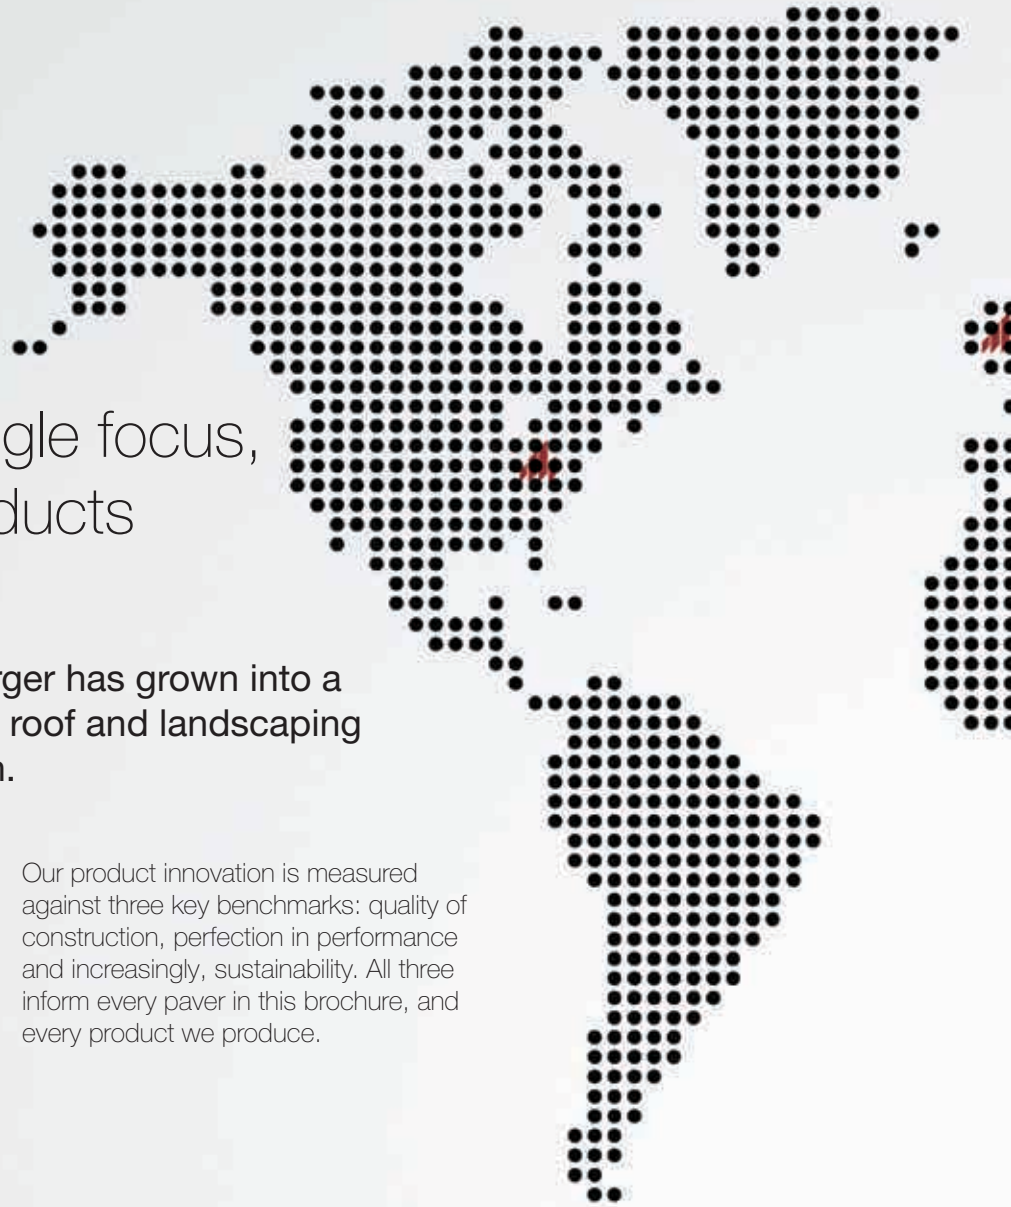 gle focus,
ducts
rger has grown into a
roof and landscaping
n.
Our product innovation is measured
against three key benchmarks: quality of
construction, perfection in performance
and increasingly, sustainability. All three
inform every paver in this brochure, and
every product we produce.